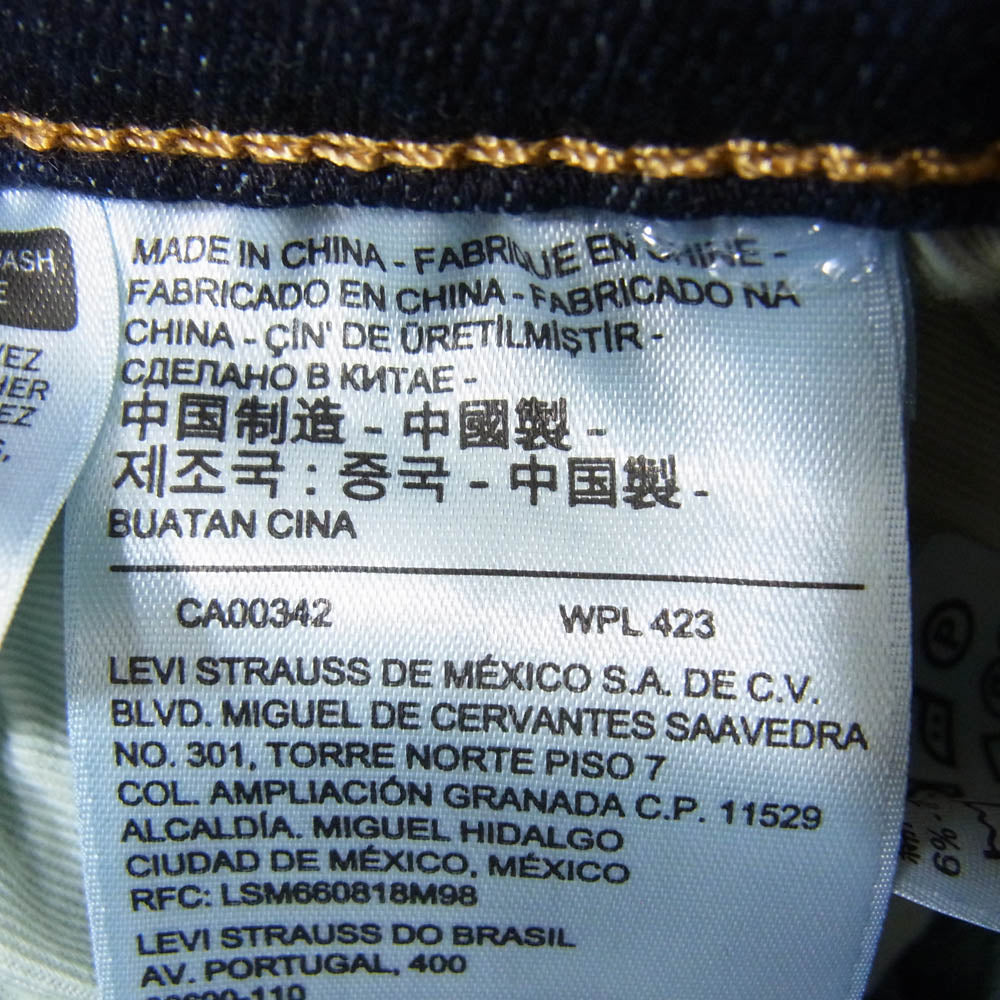 MADE IN CHINA - FABRIQUE EN CHINE -
FABRICADO EN CHINA - FABRICADO NA
CHINA - ÇİN' DE ÜRETİLMİŞTİR -
СДЕЛАНО В КИТАЕ -
中国制造 - 中國製 -
제조국 : 중국 - 中国製 -
BUATAN CINA
CA00342 WPL 423
LEVI STRAUSS DE MÉXICO S.A. DE C.V.
BLVD. MIGUEL DE CERVANTES SAAVEDRA
NO. 301, TORRE NORTE PISO 7
COL. AMPLIACIÓN GRANADA C.P. 11529
ALCALDÍA. MIGUEL HIDALGO
CIUDAD DE MÉXICO, MÉXICO
RFC: LSM660818M98
LEVI STRAUSS DO BRASIL
AV. PORTUGAL, 400